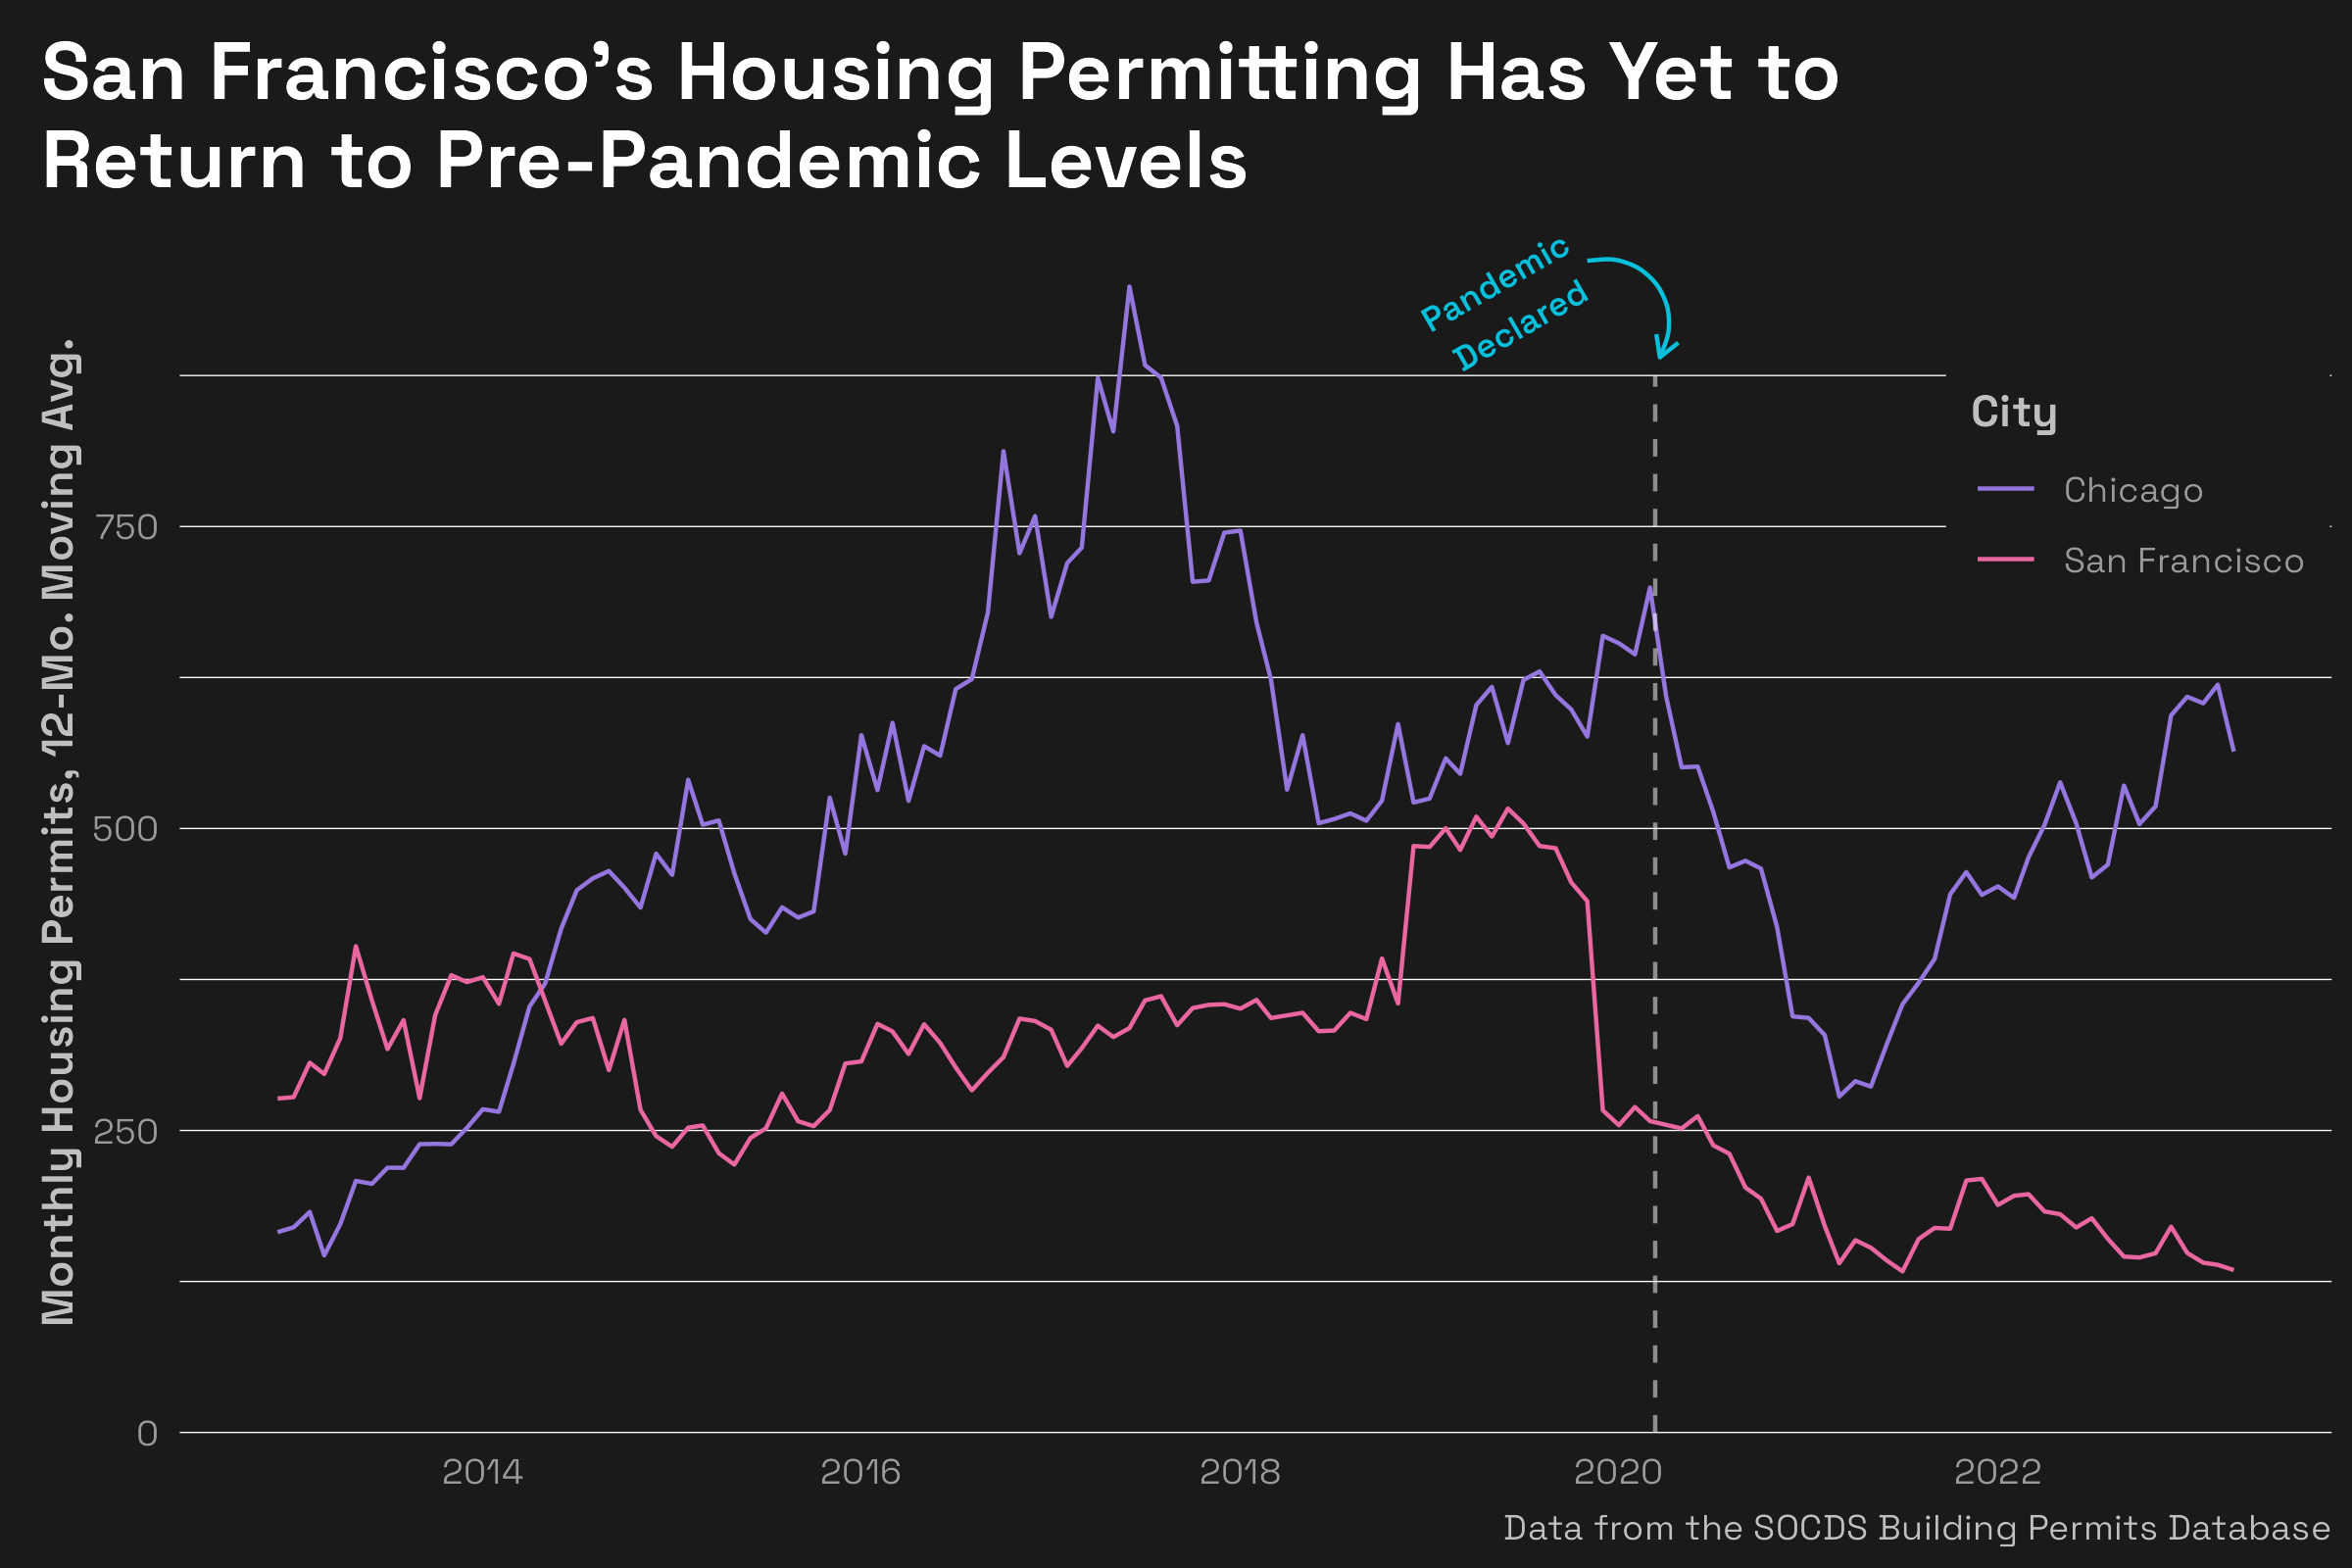 San Francisco’s Housing Permitting Has Yet to
Return to Pre-Pandemic Levels
Pandemic
Declared
Monthly Housing Permits, 12-Mo. Moving Avg.
City
Chicago
San Francisco
750
500
250
0
2014 2016 2018 2020 2022
Data from the SOCDS Building Permits Database